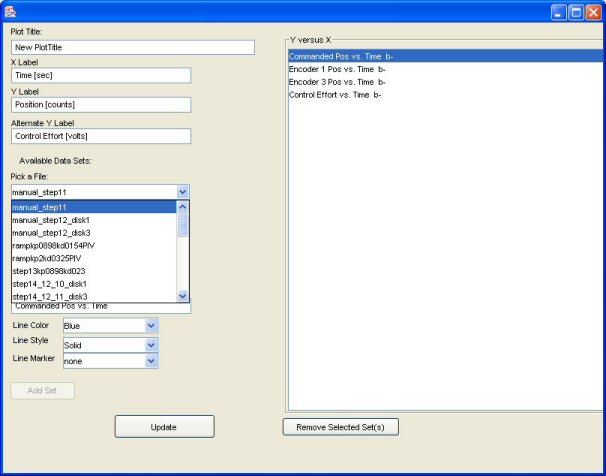 Plot Title:
New PlotTitle
X Label
Time [sec]
Y Label
Position [counts]
Alternate Y Label
Control Effort [volts]
Available Data Sets:
Pick a File:
manual_step11
manual_step11
manual_step12_disk1
manual_step12_disk3
rampkp0898kd0154PIV
rampkp2kd0325PIV
step13kp0898kd023
step14_12_10_disk1
step14_12_11_disk3
Commanded Pos vs. Time
Line Color Blue
Line Style Solid
Line Marker none
Add Set
Update
Y versus X
Commanded Pos vs. Time b-
Encoder 1 Pos vs. Time b-
Encoder 3 Pos vs. Time b-
Control Effort vs. Time b-
Remove Selected Set(s)